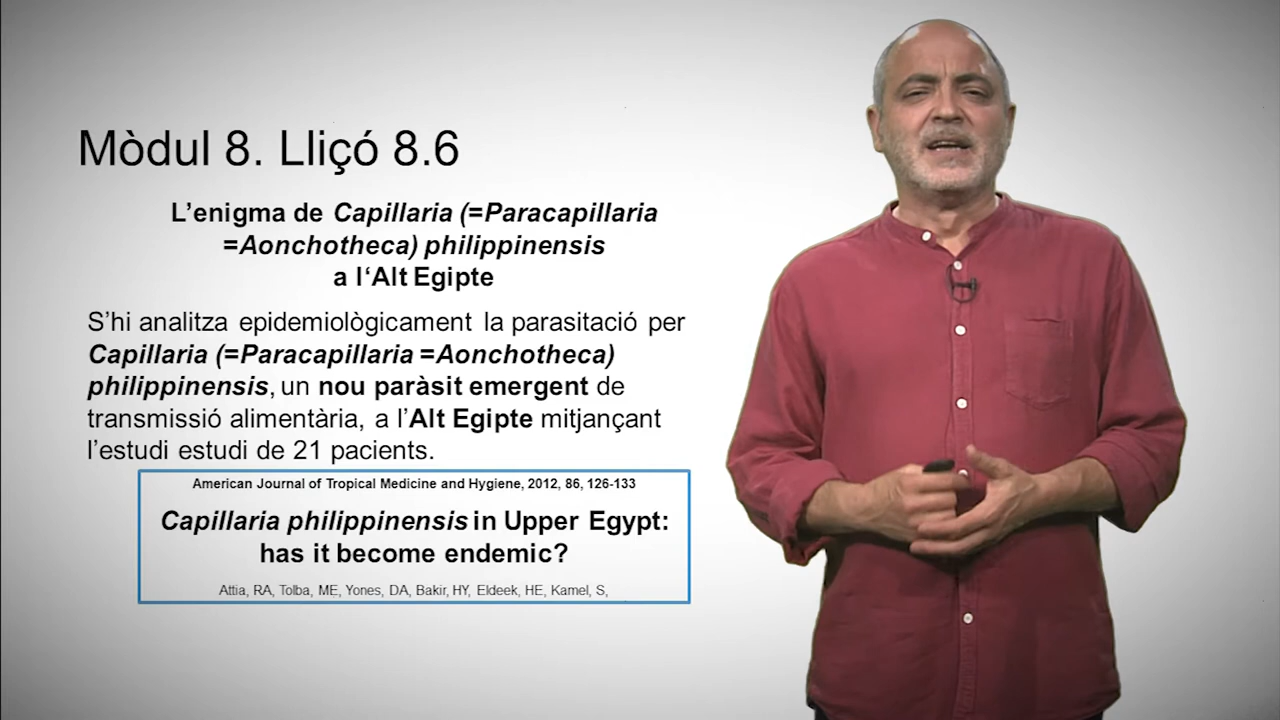 Mòdul 8. Lliçó 8.6
L’enigma de Capillaria (=Paracapillaria
=Aonchotheca) philippinensis
a l‘Alt Egipte
S’hi analitza epidemiològicament la parasitació per
Capillaria (=Paracapillaria =Aonchotheca)
philippinensis, un nou paràsit emergent de
transmissió alimentària, a l’Alt Egipte mitjançant
l’estudi estudi de 21 pacients.
American Journal of Tropical Medicine and Hygiene, 2012, 86, 126-133
Capillaria philippinensis in Upper Egypt:
has it become endemic?
Attia, RA, Tolba, ME, Yones, DA, Bakir, HY, Eldeek, HE, Kamel, S,